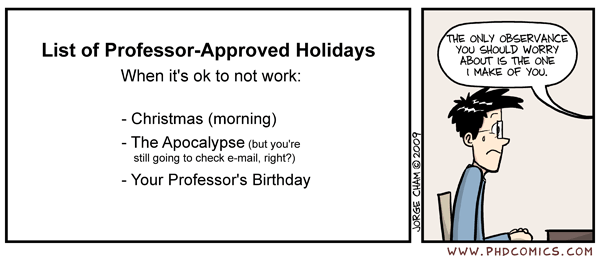 List of Professor-Approved Holidays
When it's ok to not work:
- Christmas (morning)
- The Apocalypse (but you're
still going to check e-mail, right?)
- Your Professor's Birthday
THE ONLY OBSERVANCE
YOU SHOULD WORRY
ABOUT IS THE ONE
I MAKE OF YOU.
JORGE CHAM © 2009
WWW.PHDCOMICS.COM